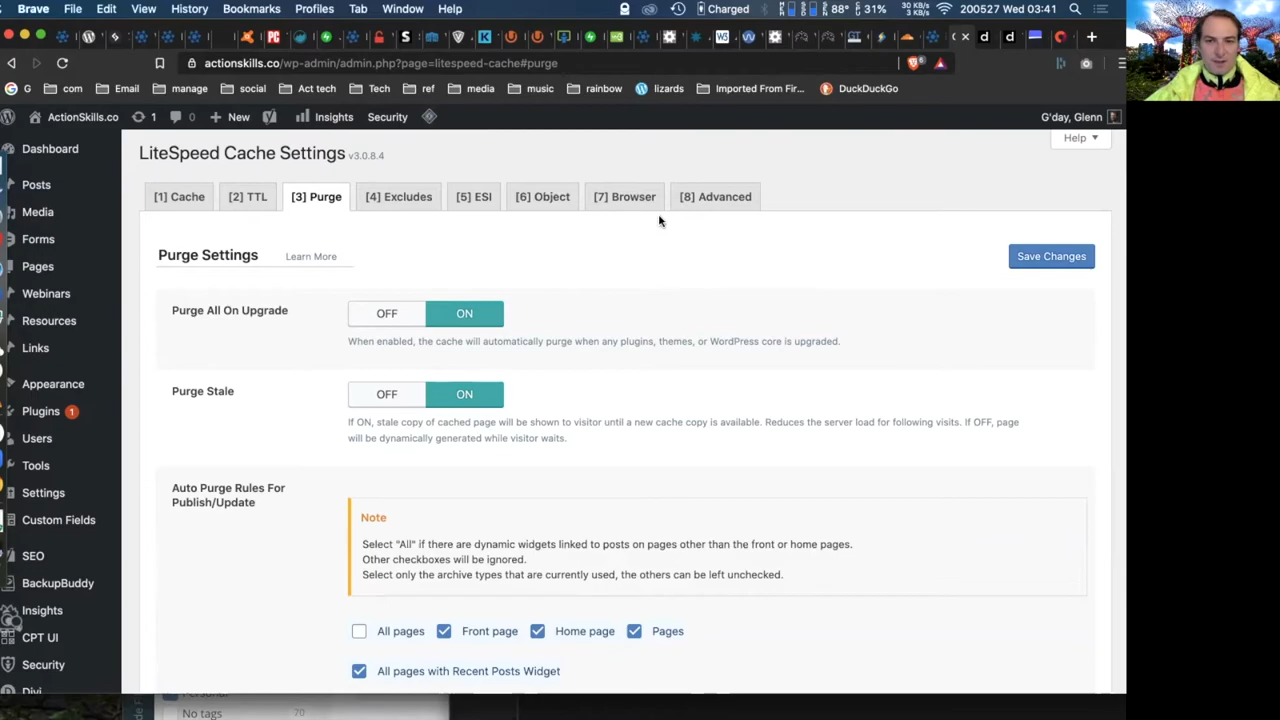 Brave File Edit View History Bookmarks Profiles Tab Window Help Charged 88° 31% 30 KB/s 3 KB/s 200527 Wed 03:41
actionskills.co/wp-admin/admin.php?page=litespeed-cache#purge
G com Email manage social Act tech Tech ref media music rainbow lizards Imported From Fir... DuckDuckGo
ActionSkills.co 1 0 New Insights Security G'day, Glenn
Help
LiteSpeed Cache Settings v3.0.8.4
[1] Cache [2] TTL [3] Purge [4] Excludes [5] ESI [6] Object [7] Browser [8] Advanced
Dashboard
Posts
Media
Forms
Pages
Webinars
Resources
Links
Appearance
Plugins 1
Users
Tools
Settings
Custom Fields
SEO
BackupBuddy
Insights
CPT UI
Security
Divi
Purge Settings Learn More Save Changes
Purge All On Upgrade OFF ON
When enabled, the cache will automatically purge when any plugins, themes, or WordPress core is upgraded.
Purge Stale OFF ON
If ON, stale copy of cached page will be shown to visitor until a new cache copy is available. Reduces the server load for following visits. If OFF, page
will be dynamically generated while visitor waits.
Auto Purge Rules For
Publish/Update
Note
Select "All" if there are dynamic widgets linked to posts on pages other than the front or home pages.
Other checkboxes will be ignored.
Select only the archive types that are currently used, the others can be left unchecked.
All pages Front page Home page Pages
All pages with Recent Posts Widget
No tags 20